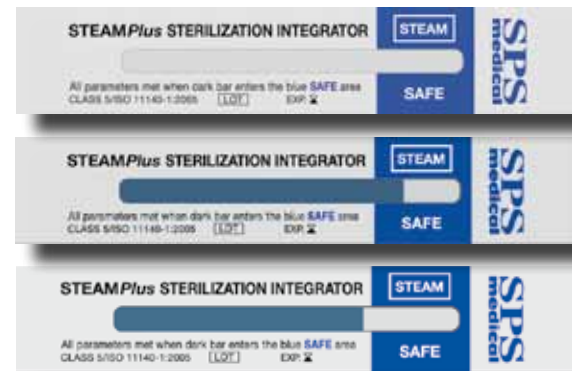 STEAMPlus STERILIZATION INTEGRATOR
STEAM
All parameters met when dark bar enters the blue SAFE area
CLASS 5/ISO 11140-1:2005 LOT EXP.
SAFE
SPS
medical
STEAMPlus STERILIZATION INTEGRATOR
STEAM
All parameters met when dark bar enters the blue SAFE area
CLASS 5/ISO 11140-1:2005 LOT EXP.
SAFE
SPS
medical
STEAMPlus STERILIZATION INTEGRATOR
STEAM
All parameters met when dark bar enters the blue SAFE area
CLASS 5/ISO 11140-1:2005 LOT EXP.
SAFE
SPS
medical